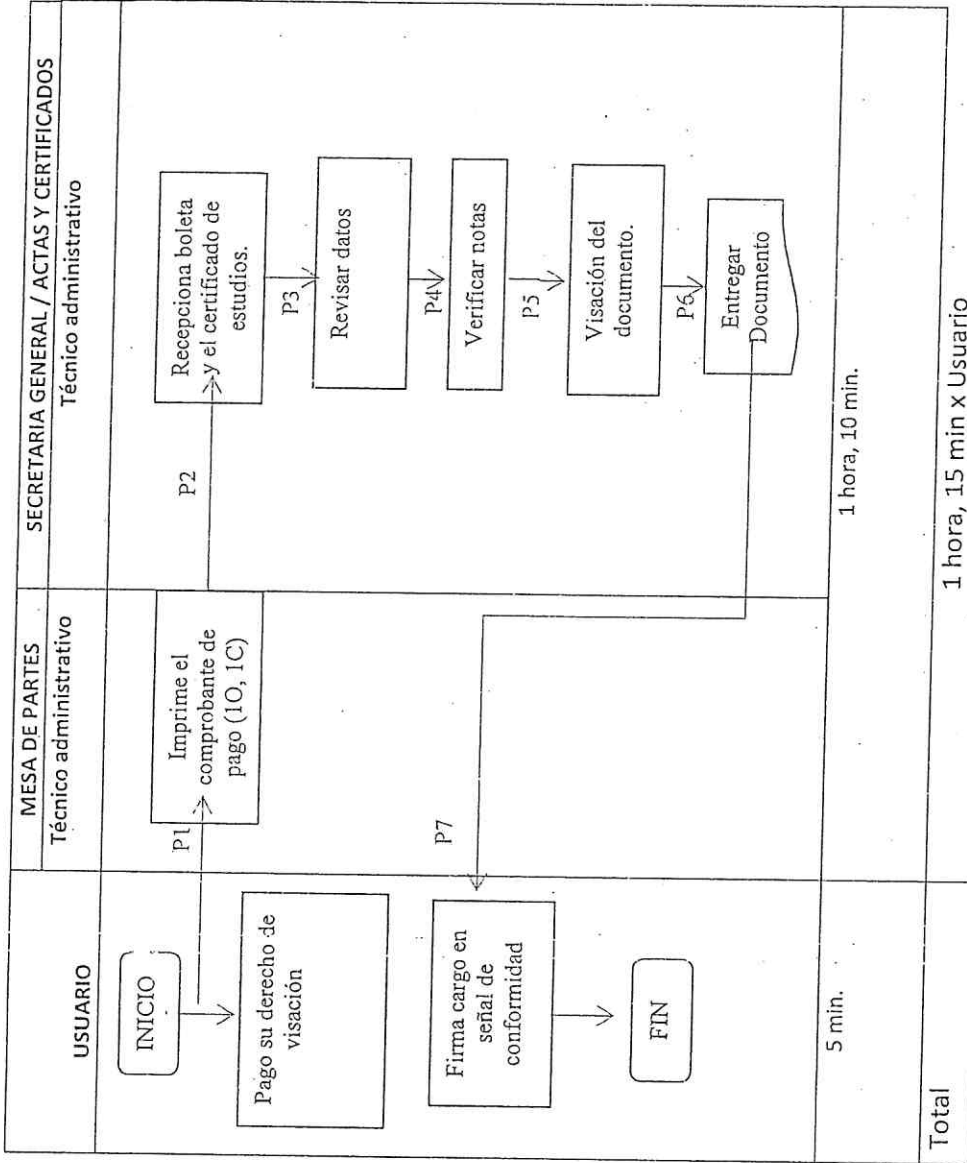 USUARIO
MESA DE PARTES
Técnico administrativo
SECRETARIA GENERAL / ACTAS Y CERTIFICADOS
Técnico administrativo
INICIO
Pago su derecho de
visación
P1
Imprime el
comprobante de
pago (1O, 1C)
P2
Recepciona boleta
y el certificado de
estudios.
P3
Revisar datos
P4
Verificar notas
P5
Visación del
documento.
P6
Entregar
Documento
P7
Firma cargo en
señal de
conformidad
FIN
5 min.
1 hora, 10 min.
Total
1 hora, 15 min x Usuario